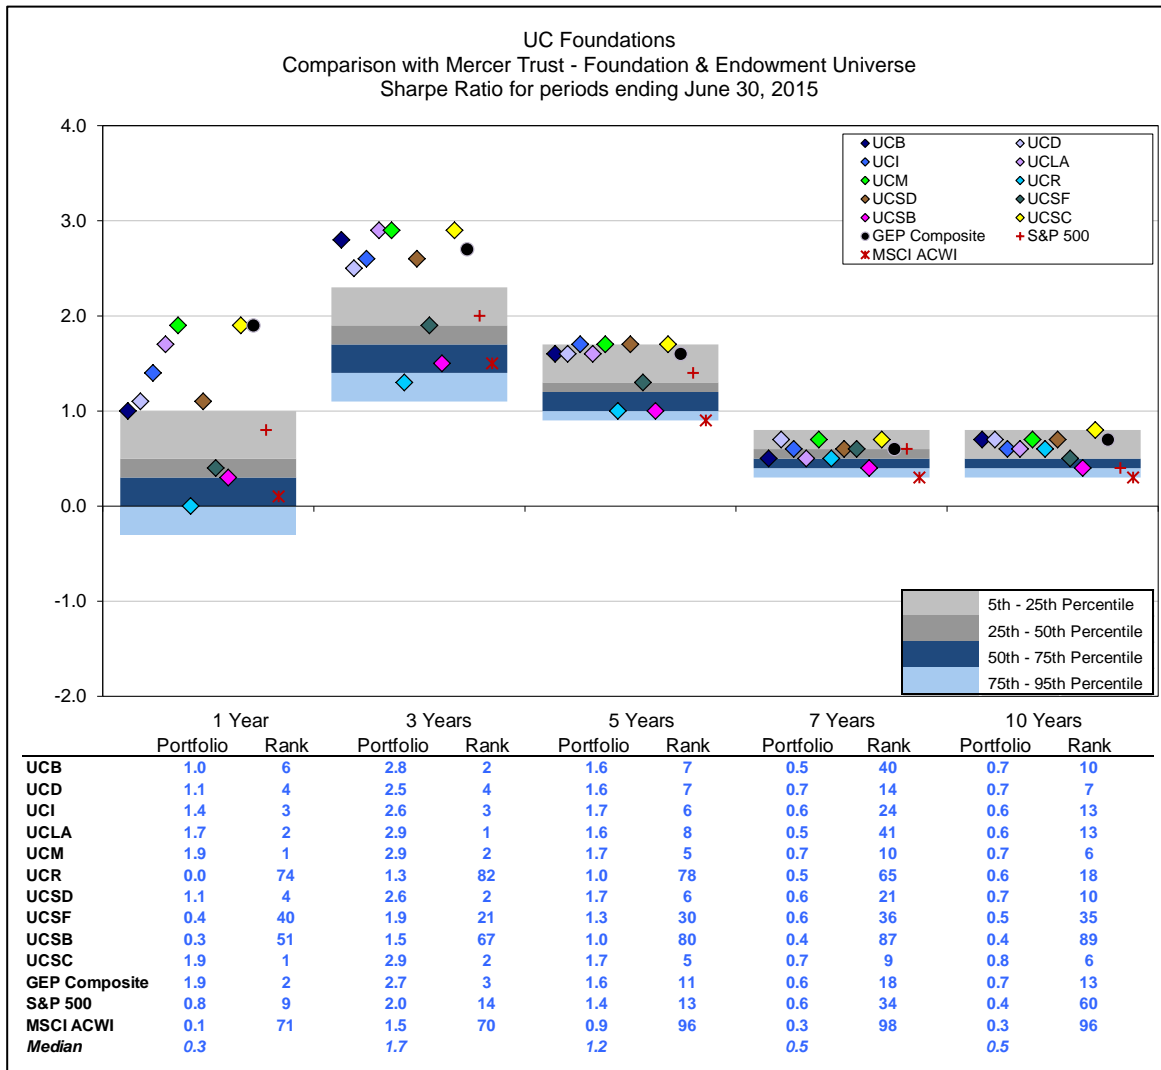 UC Foundations
Comparison with Mercer Trust - Foundation & Endowment Universe
Sharpe Ratio for periods ending June 30, 2015
4.0
3.0
2.0
1.0
0.0
-1.0
-2.0
UCB UCD
UCI UCLA
UCM UCR
UCSD UCSF
UCSB UCSC
GEP Composite S&P 500
MSCI ACWI
5th - 25th Percentile
25th - 50th Percentile
50th - 75th Percentile
75th - 95th Percentile
1 Year 3 Years 5 Years 7 Years 10 Years
Portfolio Rank Portfolio Rank Portfolio Rank Portfolio Rank Portfolio Rank
UCB 1.0 6 2.8 2 1.6 7 0.5 40 0.7 10
UCD 1.1 4 2.5 4 1.6 7 0.7 14 0.7 7
UCI 1.4 3 2.6 3 1.7 6 0.6 24 0.6 13
UCLA 1.7 2 2.9 1 1.6 8 0.5 41 0.6 13
UCM 1.9 1 2.9 2 1.7 5 0.7 10 0.7 6
UCR 0.0 74 1.3 82 1.0 78 0.5 65 0.6 18
UCSD 1.1 4 2.6 2 1.7 6 0.6 21 0.7 10
UCSF 0.4 40 1.9 21 1.3 30 0.6 36 0.5 35
UCSB 0.3 51 1.5 67 1.0 80 0.4 87 0.4 89
UCSC 1.9 1 2.9 2 1.7 5 0.7 9 0.8 6
GEP Composite 1.9 2 2.7 3 1.6 11 0.6 18 0.7 13
S&P 500 0.8 9 2.0 14 1.4 13 0.6 34 0.4 60
MSCI ACWI 0.1 71 1.5 70 0.9 96 0.3 98 0.3 96
Median 0.3 1.7 1.2 0.5 0.5